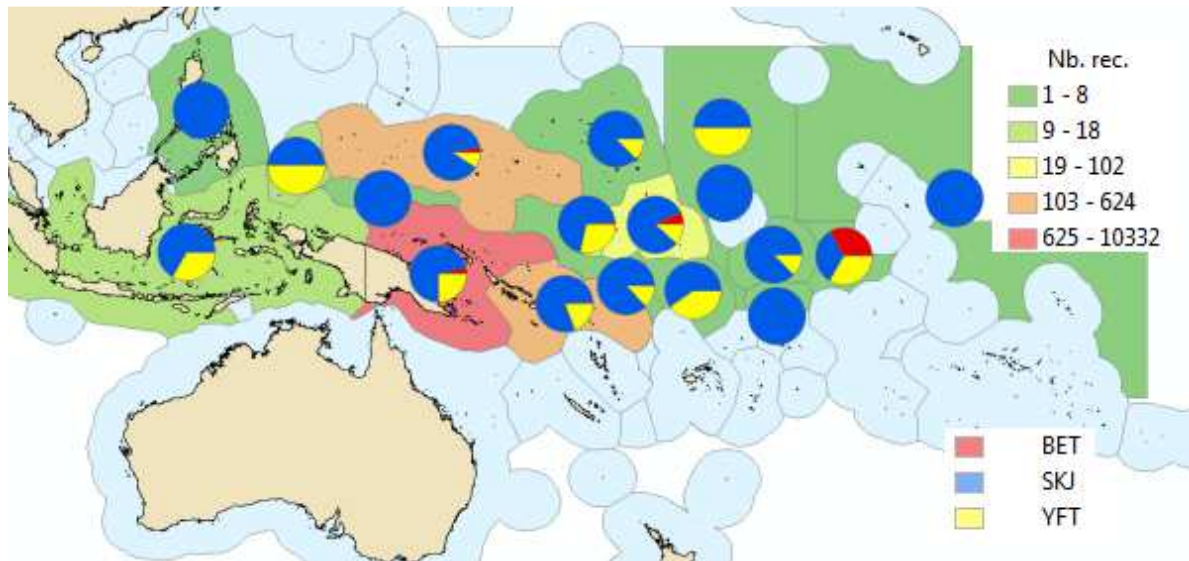 Nb. rec.
1 - 8
9 - 18
19 - 102
103 - 624
625 - 10332
BET
SKJ
YFT